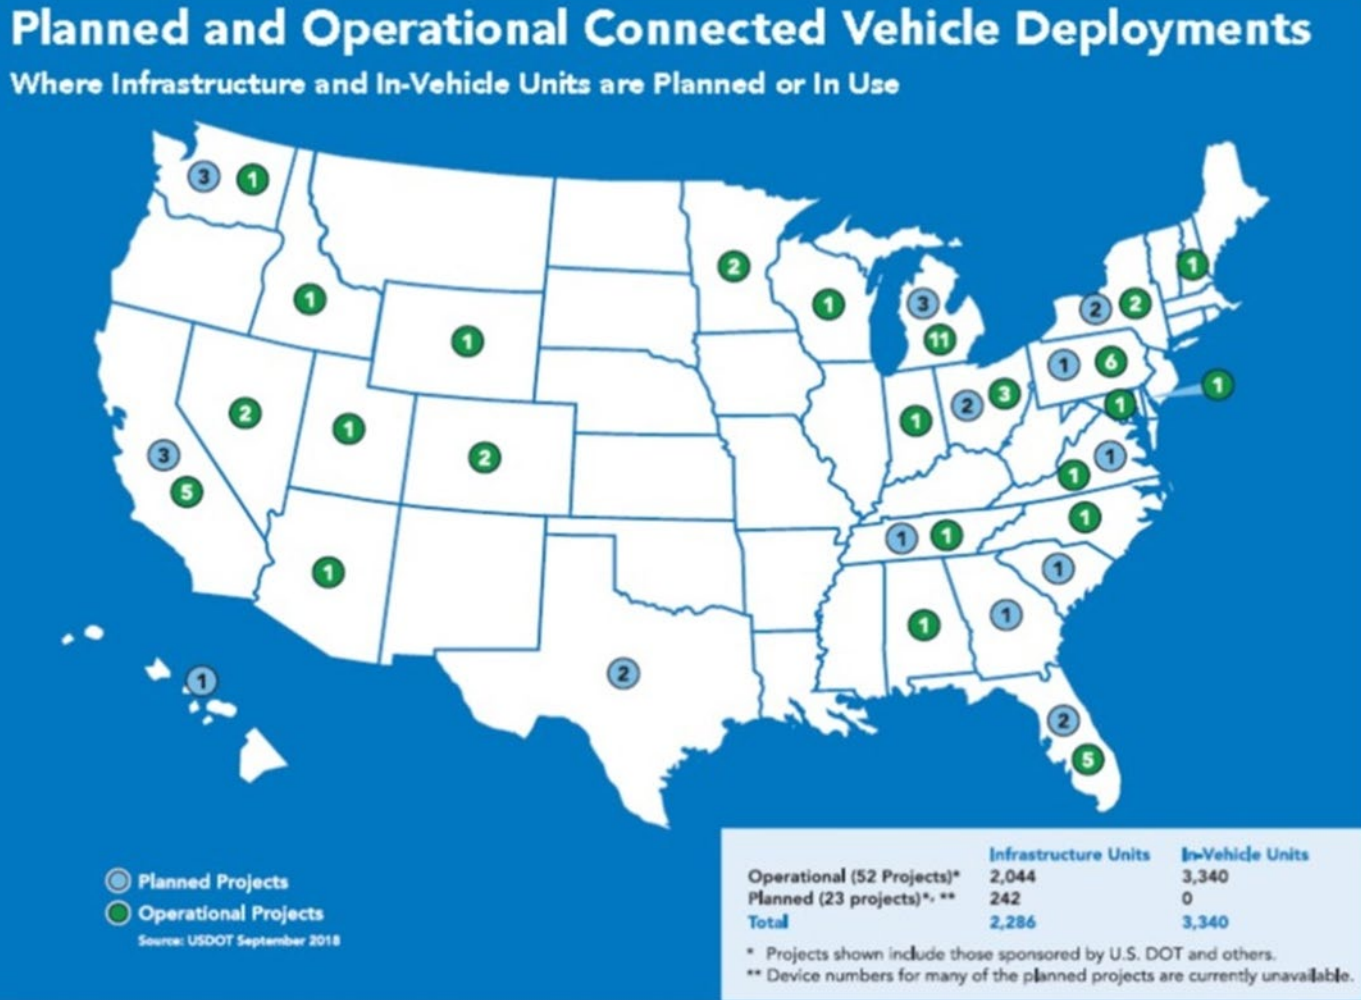 Planned and Operational Connected Vehicle Deployments
Where Infrastructure and In-Vehicle Units are Planned or In Use
3 1
1
2
1
1
3
11
2 2
1
1 6
1
1
2
1
2
3
5
1
2 3
1
1
1
1 1
1
1
1
1
1
2
1
2
5
Planned Projects
Operational Projects
Source: USDOT September 2018
Infrastructure Units In-Vehicle Units
Operational (52 Projects)* 2,044 3,340
Planned (23 projects)*, ** 242 0
Total 2,286 3,340
* Projects shown include those sponsored by U.S. DOT and others.
** Device numbers for many of the planned projects are currently unavailable.